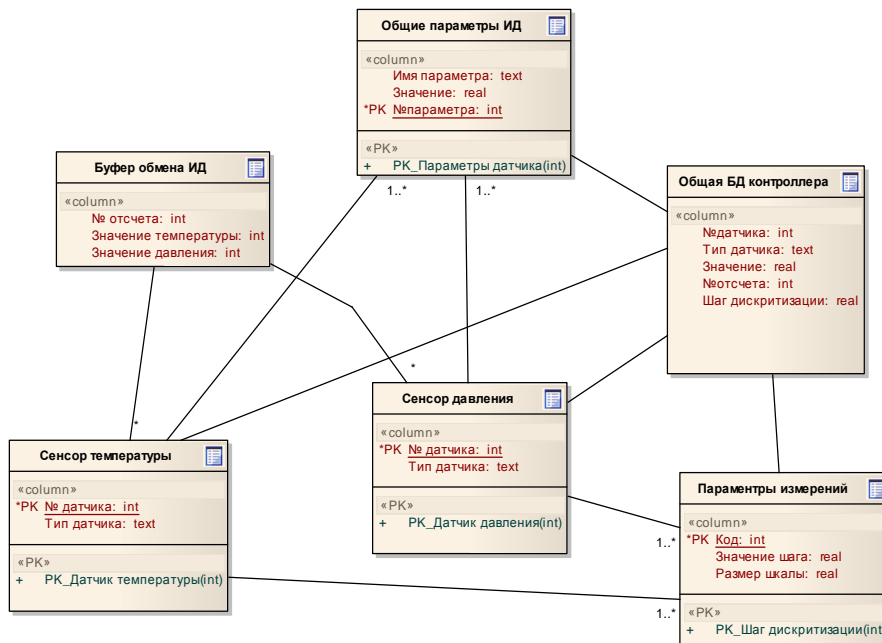 Общие параметры ИД
«column»
Имя параметра: text
Значение: real
*PK №параметра: int
«PK»
+ PK_Параметры датчика(int)
1..*
1..*
Буфер обмена ИД
«column»
№ отсчета: int
Значение температуры: int
Значение давления: int
Общая БД контроллера
«column»
№датчика: int
Тип датчика: text
Значение: real
№отсчета: int
Шаг дискритизации: real
*
*
Сенсор давления
«column»
*PK № датчика: int
Тип датчика: text
«PK»
+ PK_Датчик давления(int)
Сенсор температуры
«column»
*PK № датчика: int
Тип датчика: text
«PK»
+ PK_Датчик температуры(int)
Параментры измерений
«column»
*PK Код: int
Значение шага: real
Размер шкалы: real
«PK»
+ PK_Шаг дискритизации(int
1..*
1..*